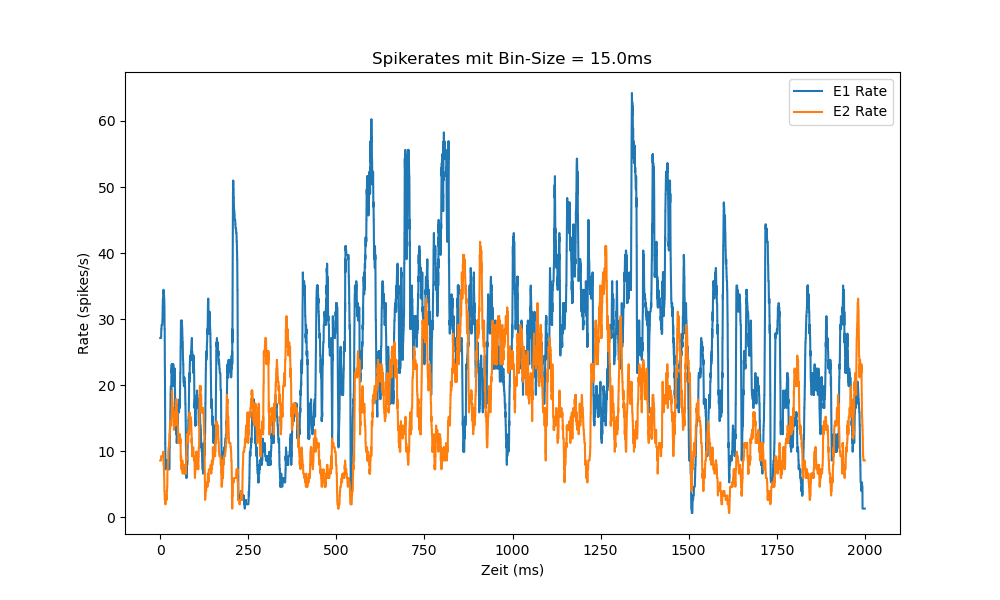 Spikerates mit Bin-Size = 15.0ms
E1 Rate
E2 Rate
Rate (spikes/s)
60
50
40
30
20
10
0
0 250 500 750 1000 1250 1500 1750 2000
Zeit (ms)